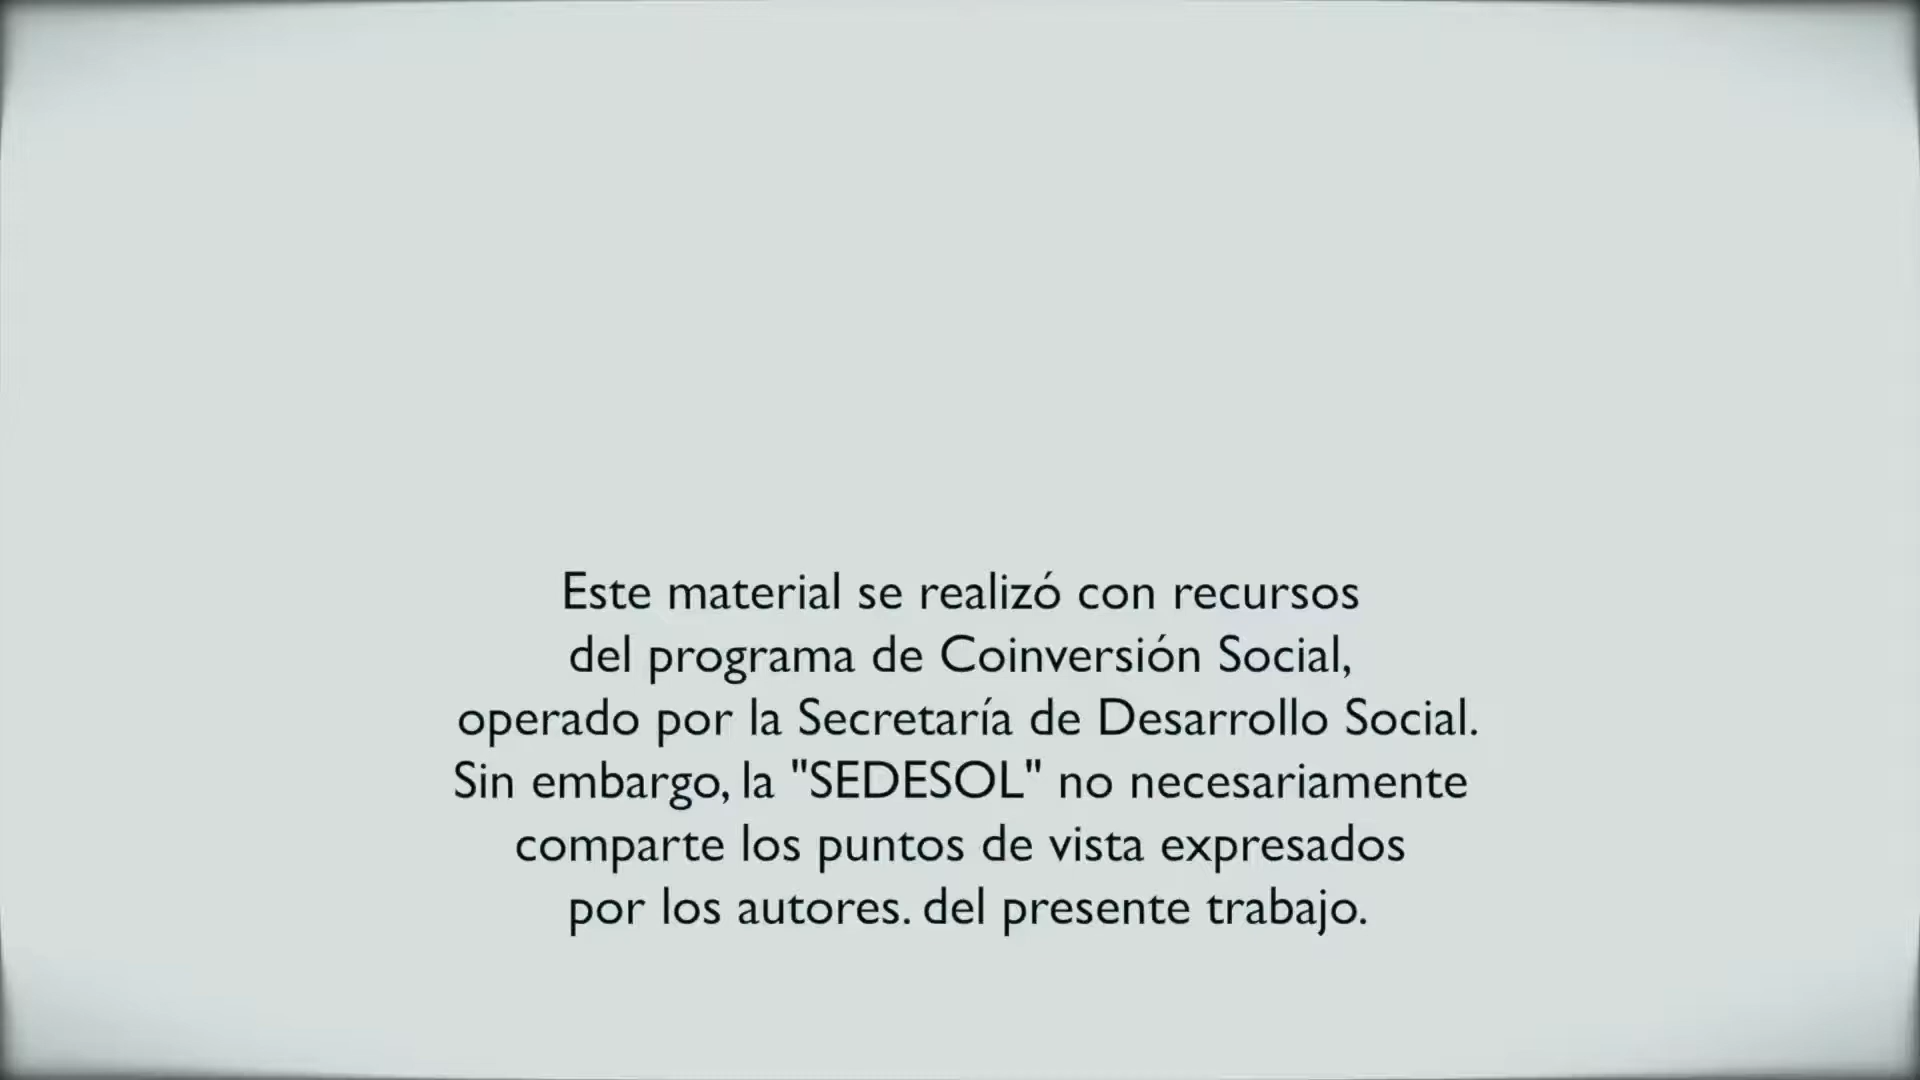 Este material se realizó con recursos
del programa de Coinversión Social,
operado por la Secretaría de Desarrollo Social.
Sin embargo, la "SEDESOL" no necesariamente
comparte los puntos de vista expresados
por los autores. del presente trabajo.